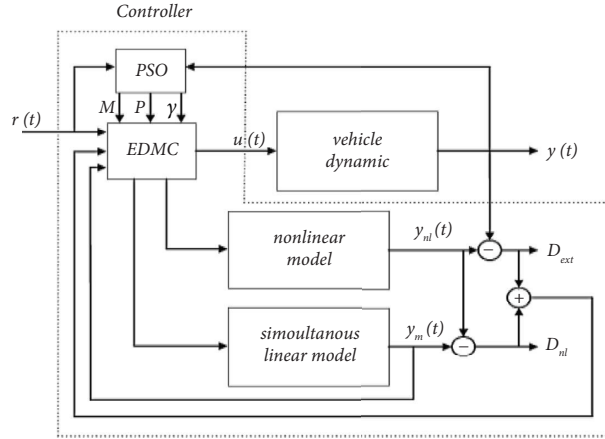 Controller
PSO
M P γ
r (t)
EDMC
u (t)
vehicle
dynamic
y (t)
nonlinear
model
y_nl (t)
D_ext
simoultanous
linear model
y_m (t)
D_nl
−
+
−